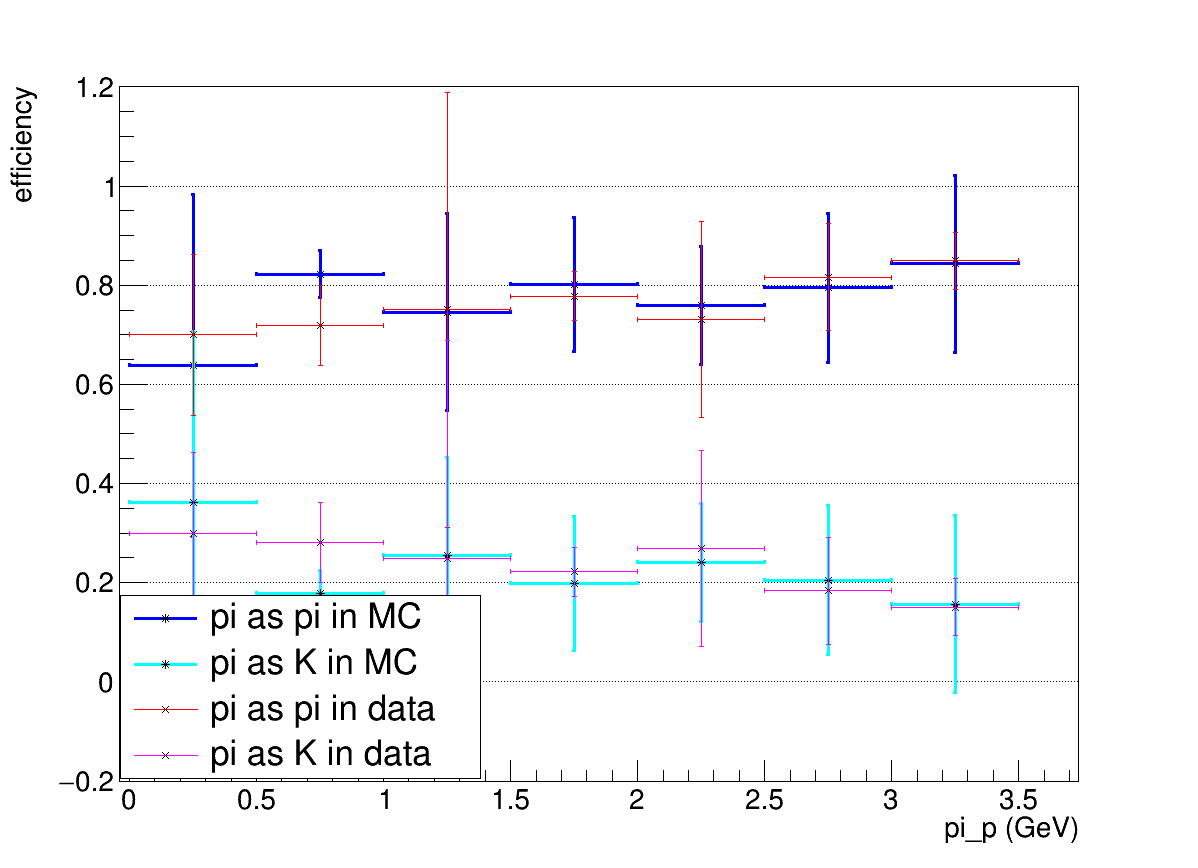 efficiency
1.2
1
0.8
0.6
0.4
0.2
0
−0.2
pi as pi in MC
pi as K in MC
pi as pi in data
pi as K in data
0 0.5 1 1.5 2 2.5 3 3.5
pi_p (GeV)